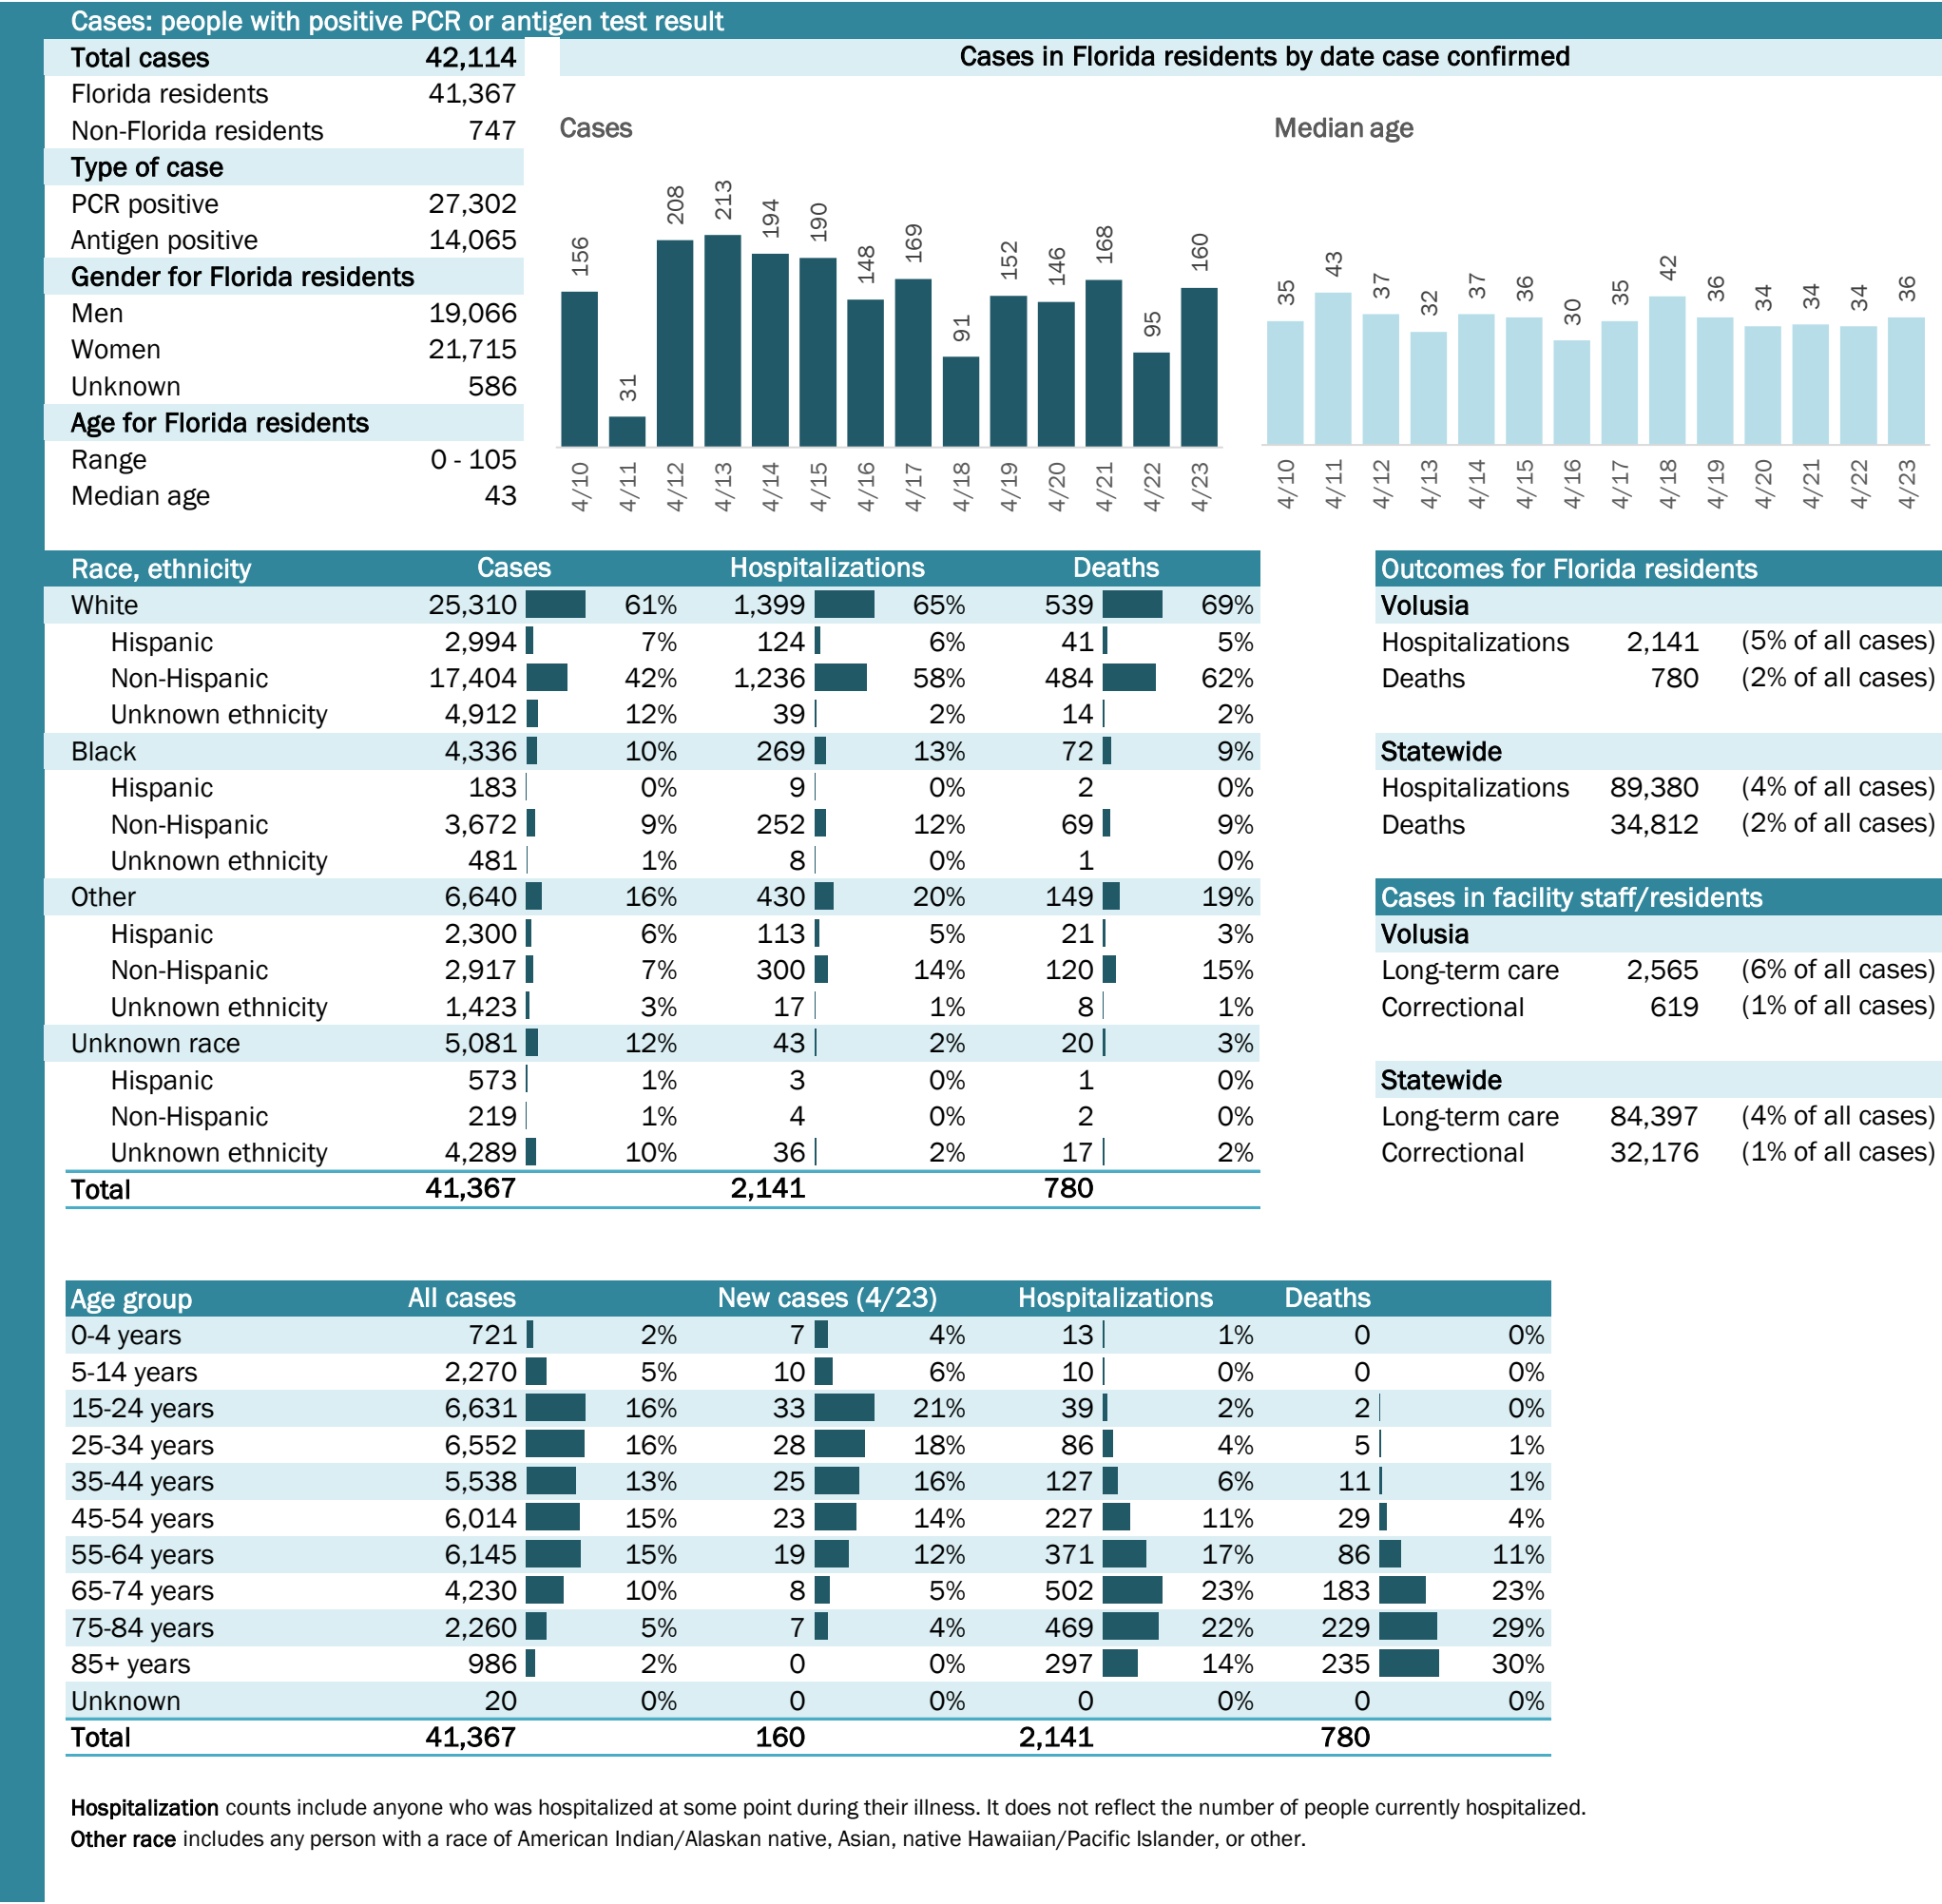 Cases: people with positive PCR or antigen test result
Total cases 42,114
Florida residents 41,367
Non-Florida residents 747
Type of case
PCR positive 27,302
Antigen positive 14,065
Gender for Florida residents
Men 19,066
Women 21,715
Unknown 586
Age for Florida residents
Range 0 - 105
Median age 43
Cases in Florida residents by date case confirmed
Cases
156 31 208 213 194 190 148 169 91 152 146 168 95 160
4/10 4/11 4/12 4/13 4/14 4/15 4/16 4/17 4/18 4/19 4/20 4/21 4/22 4/23
Median age
35 43 37 32 37 36 30 35 42 36 34 34 34 36
4/10 4/11 4/12 4/13 4/14 4/15 4/16 4/17 4/18 4/19 4/20 4/21 4/22 4/23
Race, ethnicity Cases Hospitalizations Deaths
White 25,310 61% 1,399 65% 539 69%
Hispanic 2,994 7% 124 6% 41 5%
Non-Hispanic 17,404 42% 1,236 58% 484 62%
Unknown ethnicity 4,912 12% 39 2% 14 2%
Black 4,336 10% 269 13% 72 9%
Hispanic 183 0% 9 0% 2 0%
Non-Hispanic 3,672 9% 252 12% 69 9%
Unknown ethnicity 481 1% 8 0% 1 0%
Other 6,640 16% 430 20% 149 19%
Hispanic 2,300 6% 113 5% 21 3%
Non-Hispanic 2,917 7% 300 14% 120 15%
Unknown ethnicity 1,423 3% 17 1% 8 1%
Unknown race 5,081 12% 43 2% 20 3%
Hispanic 573 1% 3 0% 1 0%
Non-Hispanic 219 1% 4 0% 2 0%
Unknown ethnicity 4,289 10% 36 2% 17 2%
Total 41,367 2,141 780
Outcomes for Florida residents
Volusia
Hospitalizations 2,141 (5% of all cases)
Deaths 780 (2% of all cases)
Statewide
Hospitalizations 89,380 (4% of all cases)
Deaths 34,812 (2% of all cases)
Cases in facility staff/residents
Volusia
Long-term care 2,565 (6% of all cases)
Correctional 619 (1% of all cases)
Statewide
Long-term care 84,397 (4% of all cases)
Correctional 32,176 (1% of all cases)
Age group All cases New cases (4/23) Hospitalizations Deaths
0-4 years 721 2% 7 4% 13 1% 0 0%
5-14 years 2,270 5% 10 6% 10 0% 0 0%
15-24 years 6,631 16% 33 21% 39 2% 2 0%
25-34 years 6,552 16% 28 18% 86 4% 5 1%
35-44 years 5,538 13% 25 16% 127 6% 11 1%
45-54 years 6,014 15% 23 14% 227 11% 29 4%
55-64 years 6,145 15% 19 12% 371 17% 86 11%
65-74 years 4,230 10% 8 5% 502 23% 183 23%
75-84 years 2,260 5% 7 4% 469 22% 229 29%
85+ years 986 2% 0 0% 297 14% 235 30%
Unknown 20 0% 0 0% 0 0% 0 0%
Total 41,367 160 2,141 780
Hospitalization counts include anyone who was hospitalized at some point during their illness. It does not reflect the number of people currently hospitalized.
Other race includes any person with a race of American Indian/Alaskan native, Asian, native Hawaiian/Pacific Islander, or other.